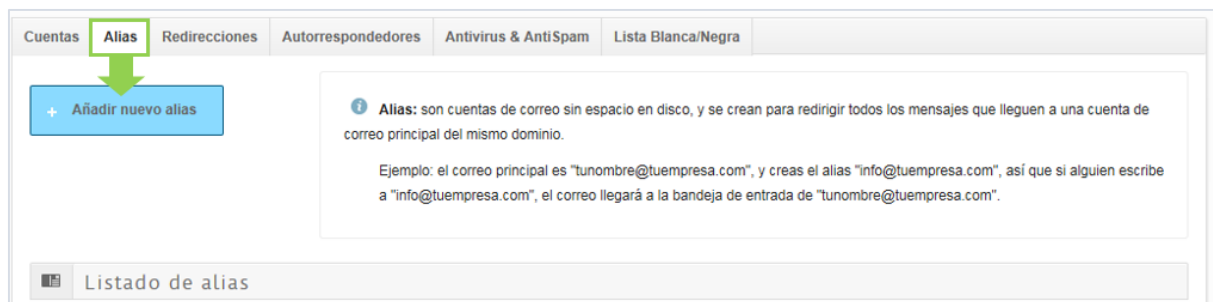 Cuentas Alias Redirecciones Autorrespondedores Antivirus & AntiSpam Lista Blanca/Negra
+ Añadir nuevo alias
Alias: son cuentas de correo sin espacio en disco, y se crean para redirigir todos los mensajes que lleguen a una cuenta de
correo principal del mismo dominio.
Ejemplo: el correo principal es "tunombre@tuempresa.com", y creas el alias "info@tuempresa.com", así que si alguien escribe
a "info@tuempresa.com", el correo llegará a la bandeja de entrada de "tunombre@tuempresa.com".
Listado de alias